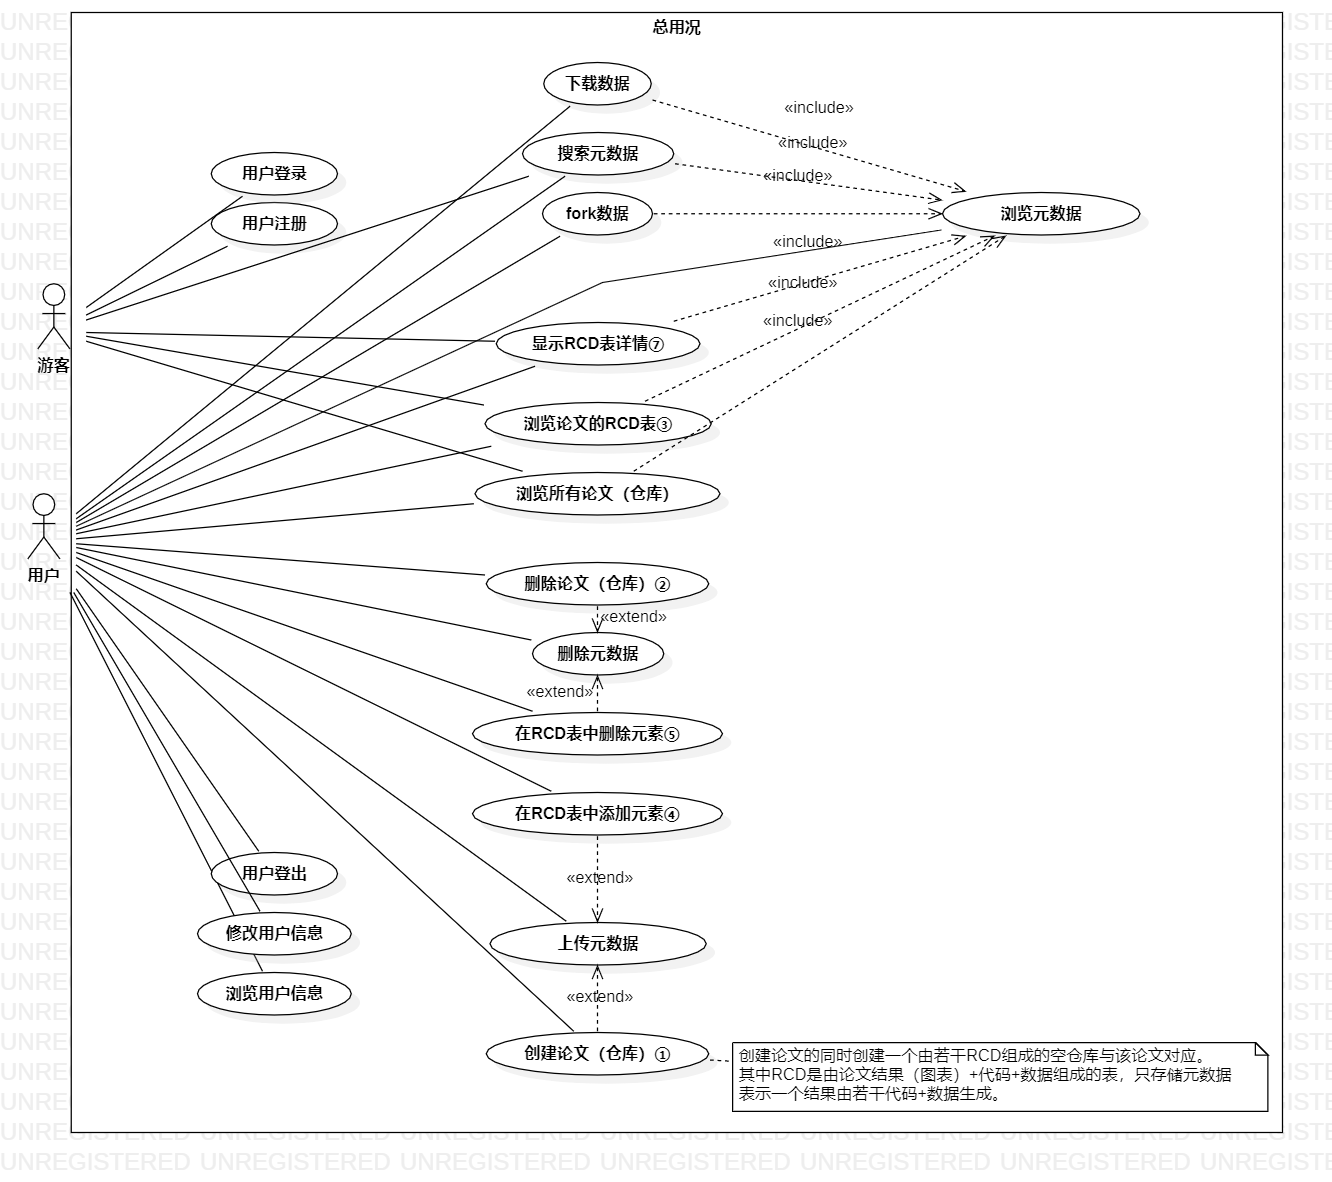 总用况
下载数据
«include»
«include»
搜索元数据
«include»
用户登录
fork数据
浏览元数据
用户注册
«include»
«include»
«include»
显示RCD表详情⑦
游客
浏览论文的RCD表③
浏览所有论文（仓库）
用户
删除论文（仓库）②
«extend»
删除元数据
«extend»
在RCD表中删除元素⑤
在RCD表中添加元素④
用户登出
«extend»
修改用户信息
上传元数据
浏览用户信息
«extend»
创建论文（仓库）①
创建论文的同时创建一个由若干RCD组成的空仓库与该论文对应。
其中RCD是由论文结果（图表）+代码+数据组成的表，只存储元数据
表示一个结果由若干代码+数据生成。
UNREGISTERED UNREGISTERED UNREGISTERED UNREGISTERED UNREGISTERED UNREGISTERED